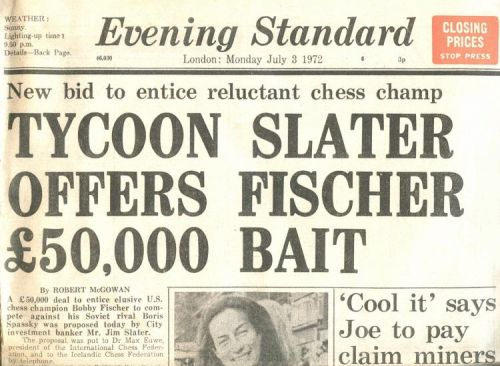 WEATHER:
Sunny.
Lighting-up time:
9.50 p.m.
Details—Back Page.
Evening Standard
CLOSING
PRICES
STOP PRESS
London: Monday July 3 1972
3p
New bid to entice reluctant chess champ
TYCOON SLATER
OFFERS FISCHER
£50,000 BAIT
By ROBERT McGOWAN
A £50,000 deal to entice elusive U.S.
chess champion Bobby Fischer to com-
pete against his Soviet rival Boris
Spassky was proposed today by City
investment banker Mr. Jim Slater.
The proposal was put to Dr Max Euwe,
president of the International Chess Feder-
ation, and to the Icelandic Chess Federation
by telephone.
'Cool it' says
Joe to pay
claim miners